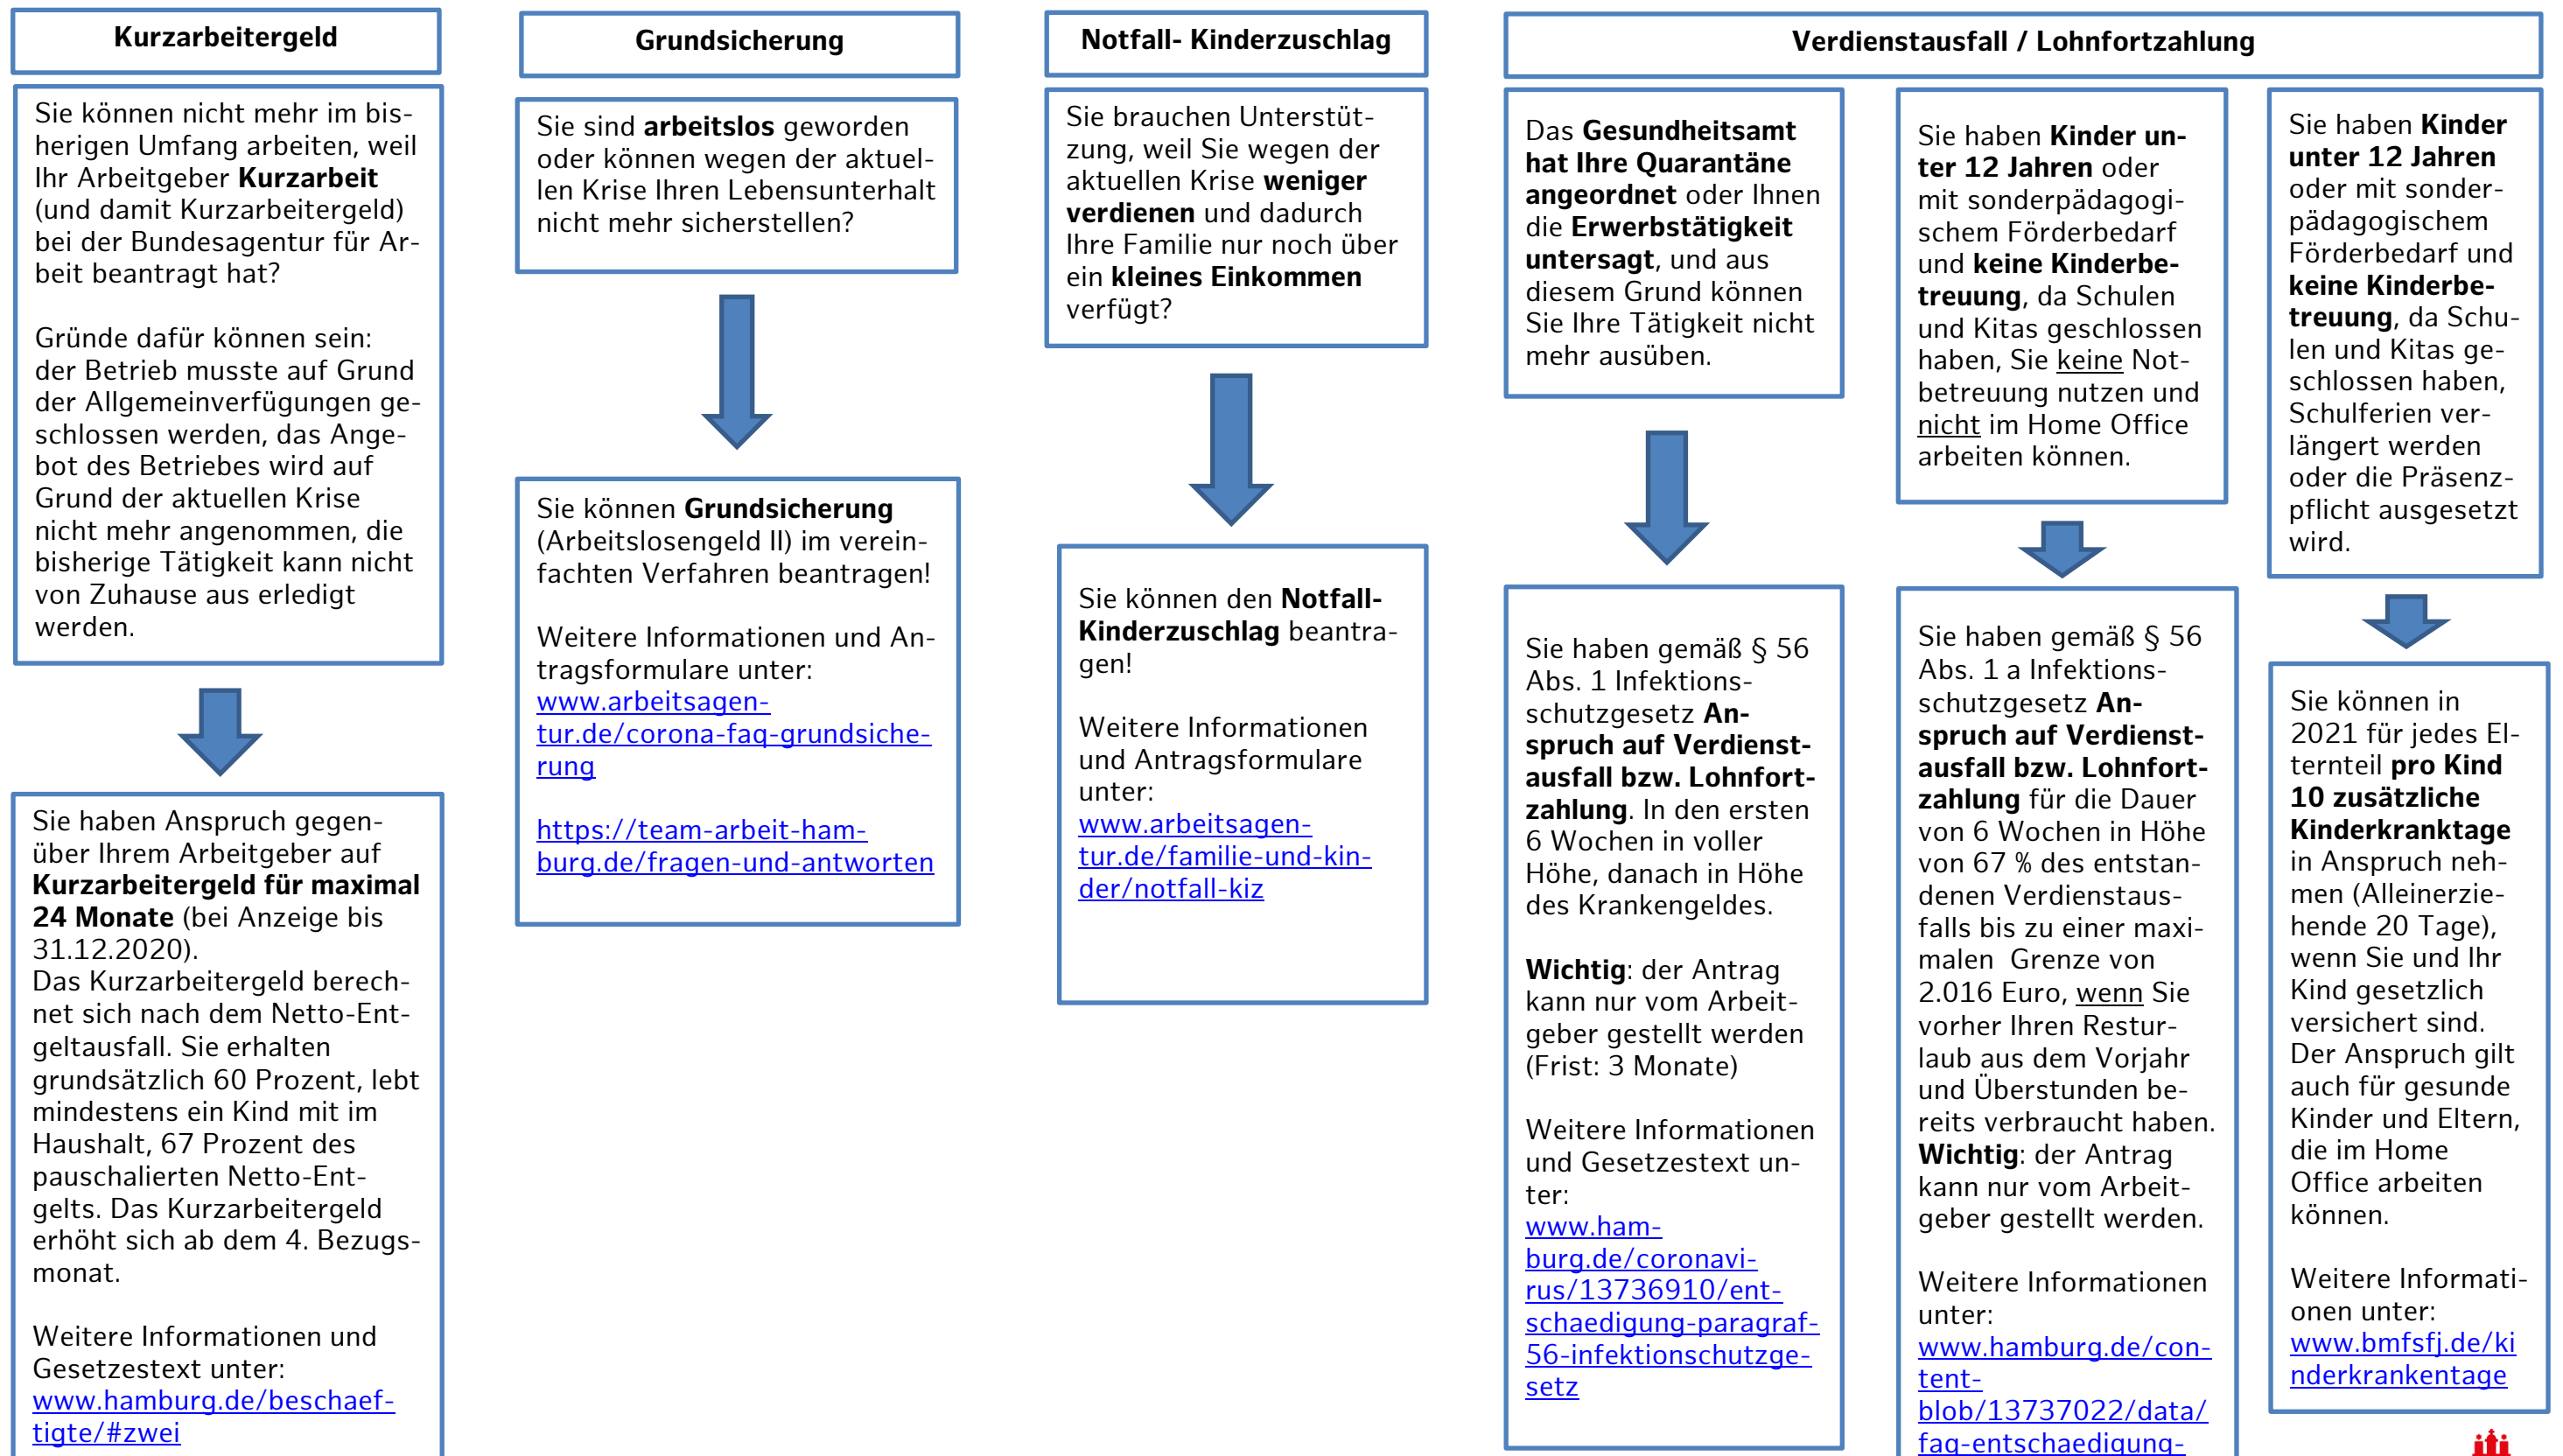 Kurzarbeitergeld
Sie können nicht mehr im bis-
herigen Umfang arbeiten, weil
Ihr Arbeitgeber Kurzarbeit
(und damit Kurzarbeitergeld)
bei der Bundesagentur für Ar-
beit beantragt hat?
Gründe dafür können sein:
der Betrieb musste auf Grund
der Allgemeinverfügungen ge-
schlossen werden, das Ange-
bot des Betriebes wird auf
Grund der aktuellen Krise
nicht mehr angenommen, die
bisherige Tätigkeit kann nicht
von Zuhause aus erledigt
werden.
Sie haben Anspruch gegen-
über Ihrem Arbeitgeber auf
Kurzarbeitergeld für maximal
24 Monate (bei Anzeige bis
31.12.2020).
Das Kurzarbeitergeld berech-
net sich nach dem Netto-Ent-
geltausfall. Sie erhalten
grundsätzlich 60 Prozent, lebt
mindestens ein Kind mit im
Haushalt, 67 Prozent des
pauschalierten Netto-Ent-
gelts. Das Kurzarbeitergeld
erhöht sich ab dem 4. Bezugs-
monat.
Weitere Informationen und
Gesetzestext unter:
www.hamburg.de/beschaef-
tigte/#zwei
Grundsicherung
Sie sind arbeitslos geworden
oder können wegen der aktuel-
len Krise Ihren Lebensunterhalt
nicht mehr sicherstellen?
Sie können Grundsicherung
(Arbeitslosengeld II) im verein-
fachten Verfahren beantragen!
Weitere Informationen und An-
tragsformulare unter:
www.arbeitsagen-
tur.de/corona-faq-grundsiche-
rung
https://team-arbeit-ham-
burg.de/fragen-und-antworten
Notfall- Kinderzuschlag
Sie brauchen Unterstüt-
zung, weil Sie wegen der
aktuellen Krise weniger
verdienen und dadurch
Ihre Familie nur noch über
ein kleines Einkommen
verfügt?
Sie können den Notfall-
Kinderzuschlag beantra-
gen!
Weitere Informationen
und Antragsformulare
unter:
www.arbeitsagen-
tur.de/familie-und-kin-
der/notfall-kiz
Verdienstausfall / Lohnfortzahlung
Das Gesundheitsamt
hat Ihre Quarantäne
angeordnet oder Ihnen
die Erwerbstätigkeit
untersagt, und aus
diesem Grund können
Sie Ihre Tätigkeit nicht
mehr ausüben.
Sie haben gemäß § 56
Abs. 1 Infektions-
schutzgesetz An-
spruch auf Verdienst-
ausfall bzw. Lohnfort-
zahlung. In den ersten
6 Wochen in voller
Höhe, danach in Höhe
des Krankengeldes.
Wichtig: der Antrag
kann nur vom Arbeit-
geber gestellt werden
(Frist: 3 Monate)
Weitere Informationen
und Gesetzestext un-
ter:
www.ham-
burg.de/coronavi-
rus/13736910/ent-
schaedigung-paragraf-
56-infektionschutzge-
setz
Sie haben Kinder un-
ter 12 Jahren oder
mit sonderpädagogi-
schem Förderbedarf
und keine Kinderbe-
treuung, da Schulen
und Kitas geschlossen
haben, Sie keine Not-
betreuung nutzen und
nicht im Home Office
arbeiten können.
Sie haben gemäß § 56
Abs. 1 a Infektions-
schutzgesetz An-
spruch auf Verdienst-
ausfall bzw. Lohnfort-
zahlung für die Dauer
von 6 Wochen in Höhe
von 67 % des entstan-
denen Verdienstaus-
falls bis zu einer maxi-
malen Grenze von
2.016 Euro, wenn Sie
vorher Ihren Restur-
laub aus dem Vorjahr
und Überstunden be-
reits verbraucht haben.
Wichtig: der Antrag
kann nur vom Arbeit-
geber gestellt werden.
Weitere Informationen
unter:
www.hamburg.de/con-
tent-
blob/13737022/data/
faq-entschaedigung-
Sie haben Kinder
unter 12 Jahren
oder mit sonder-
pädagogischem
Förderbedarf und
keine Kinderbe-
treuung, da Schu-
len und Kitas ge-
schlossen haben,
Schulferien ver-
längert werden
oder die Präsenz-
pflicht ausgesetzt
wird.
Sie können in
2021 für jedes El-
ternteil pro Kind
10 zusätzliche
Kinderkranktage
in Anspruch neh-
men (Alleinerzie-
hende 20 Tage),
wenn Sie und Ihr
Kind gesetzlich
versichert sind.
Der Anspruch gilt
auch für gesunde
Kinder und Eltern,
die im Home
Office arbeiten
können.
Weitere Informati-
onen unter:
www.bmfsfj.de/ki
nderkrankentage